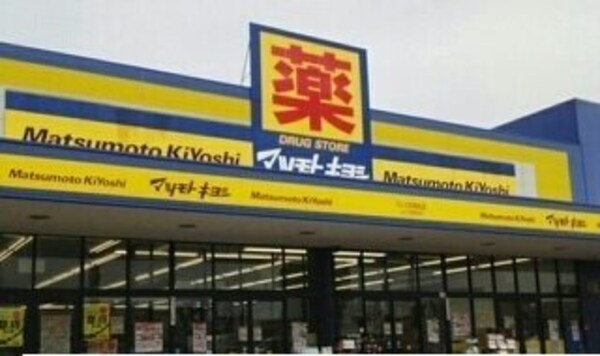 薬
DRUG STORE
マツモトキヨシ
Matsumoto KiYoshi
Matsumoto KiYoshi
Matsumoto KiYoshi
マツモトキヨシ
Matsumoto KiYoshi
Matsumoto KiYoshi
マツモトキヨシ